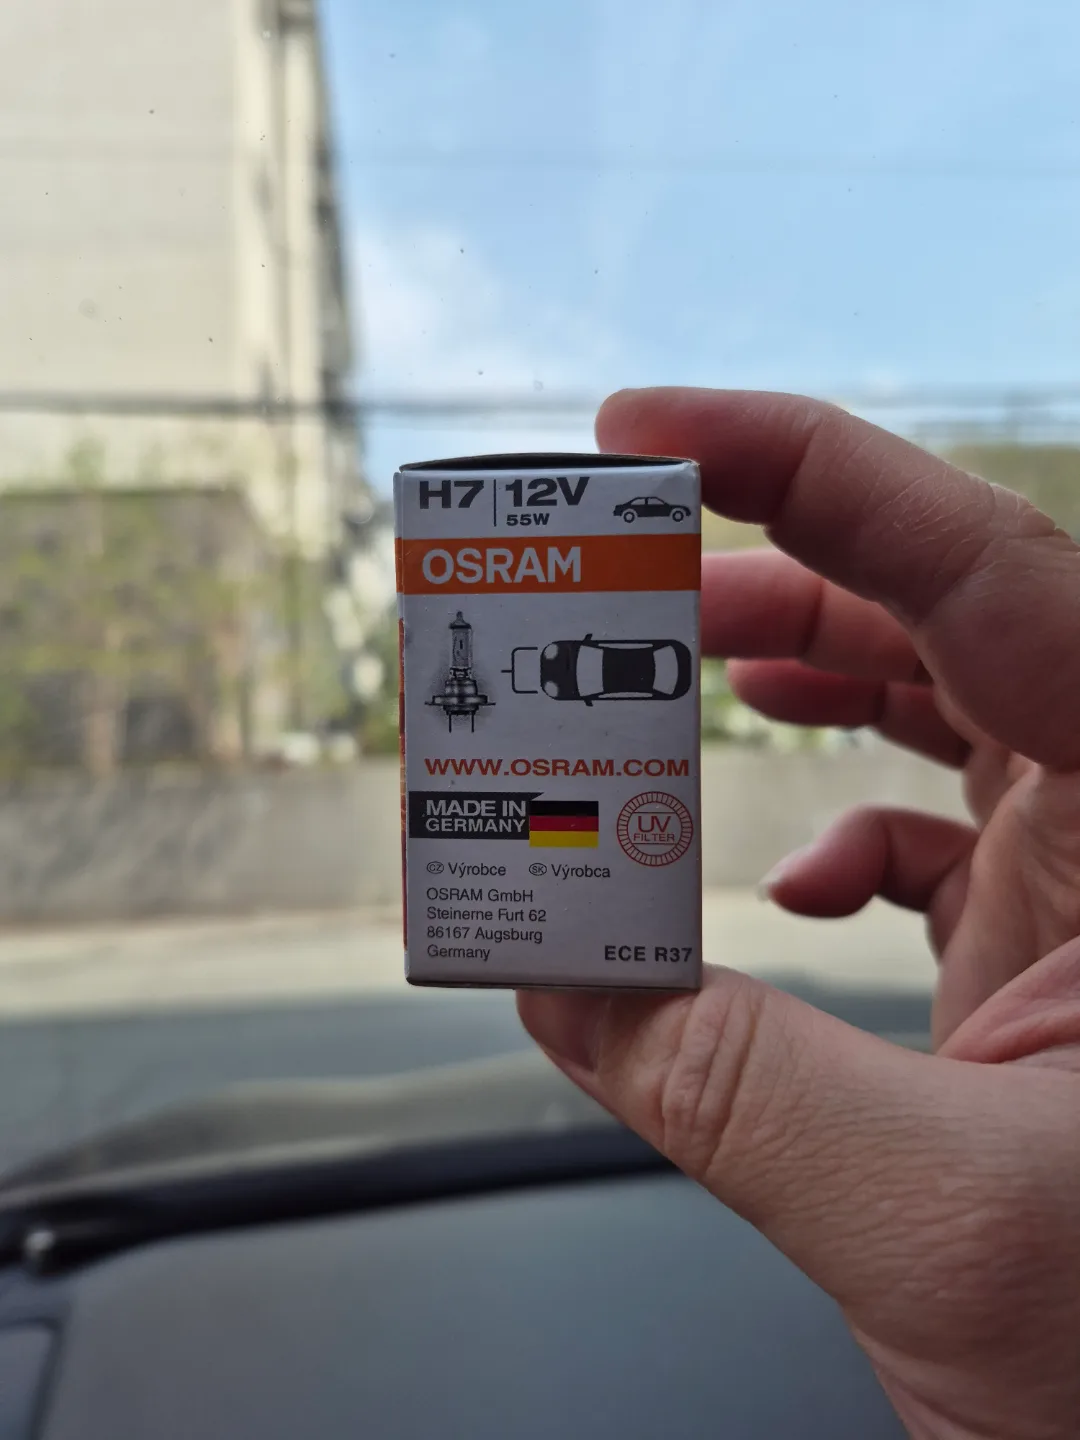 H7 12V
55W
OSRAM
WWW.OSRAM.COM
MADE IN
GERMANY
UV
FILTER
CZ Výrobce SK Výrobca
OSRAM GmbH
Steinerne Furt 62
86167 Augsburg
Germany
ECE R37